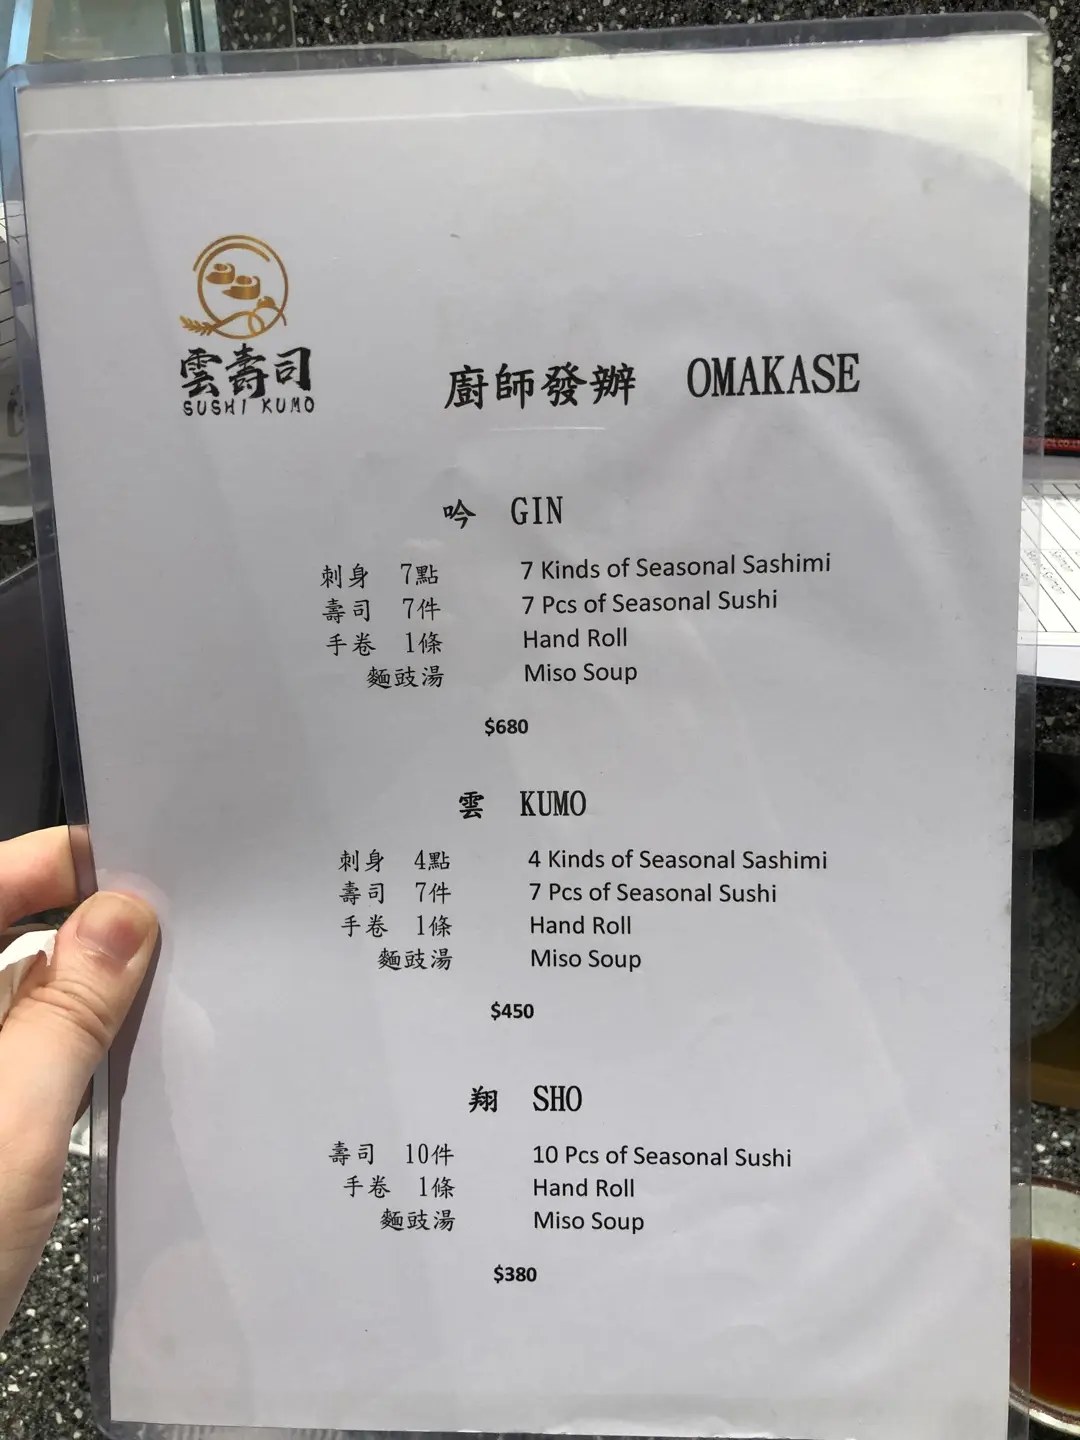 雲壽司
SUSHI KUMO
廚師發辦 OMAKASE
吟 GIN
刺身 7點 7 Kinds of Seasonal Sashimi
壽司 7件 7 Pcs of Seasonal Sushi
手卷 1條 Hand Roll
麵豉湯 Miso Soup
$680
雲 KUMO
刺身 4點 4 Kinds of Seasonal Sashimi
壽司 7件 7 Pcs of Seasonal Sushi
手卷 1條 Hand Roll
麵豉湯 Miso Soup
$450
翔 SHO
壽司 10件 10 Pcs of Seasonal Sushi
手卷 1條 Hand Roll
麵豉湯 Miso Soup
$380